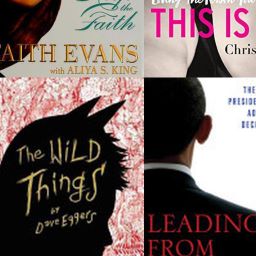 the Faith
FAITH EVANS
with ALIYA S. KING
THIS IS
Chris
The WILD
Things
by
Dave Eggers
THE
PRESIDE
AD
DECI
LEADING
FROM